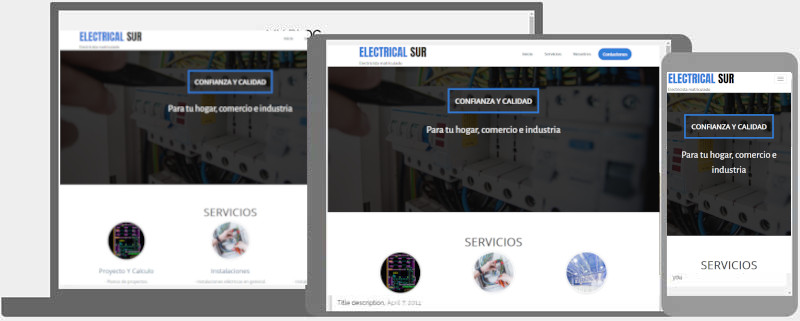 ELECTRICAL SUR
Electricista matriculado
Inicio
CONFIANZA Y CALIDAD
Para tu hogar, comercio e industria
SERVICIOS
Proyecto Y Calculo
Instalaciones
ELECTRICAL SUR
Electricista matriculado
Inicio Servicios Nosotros Contactenos
CONFIANZA Y CALIDAD
Para tu hogar, comercio e industria
SERVICIOS
Title description, April 7, 2014
ELECTRICAL SUR
Electricista matriculado
CONFIANZA Y CALIDAD
Para tu hogar, comercio e
industria
SERVICIOS
you